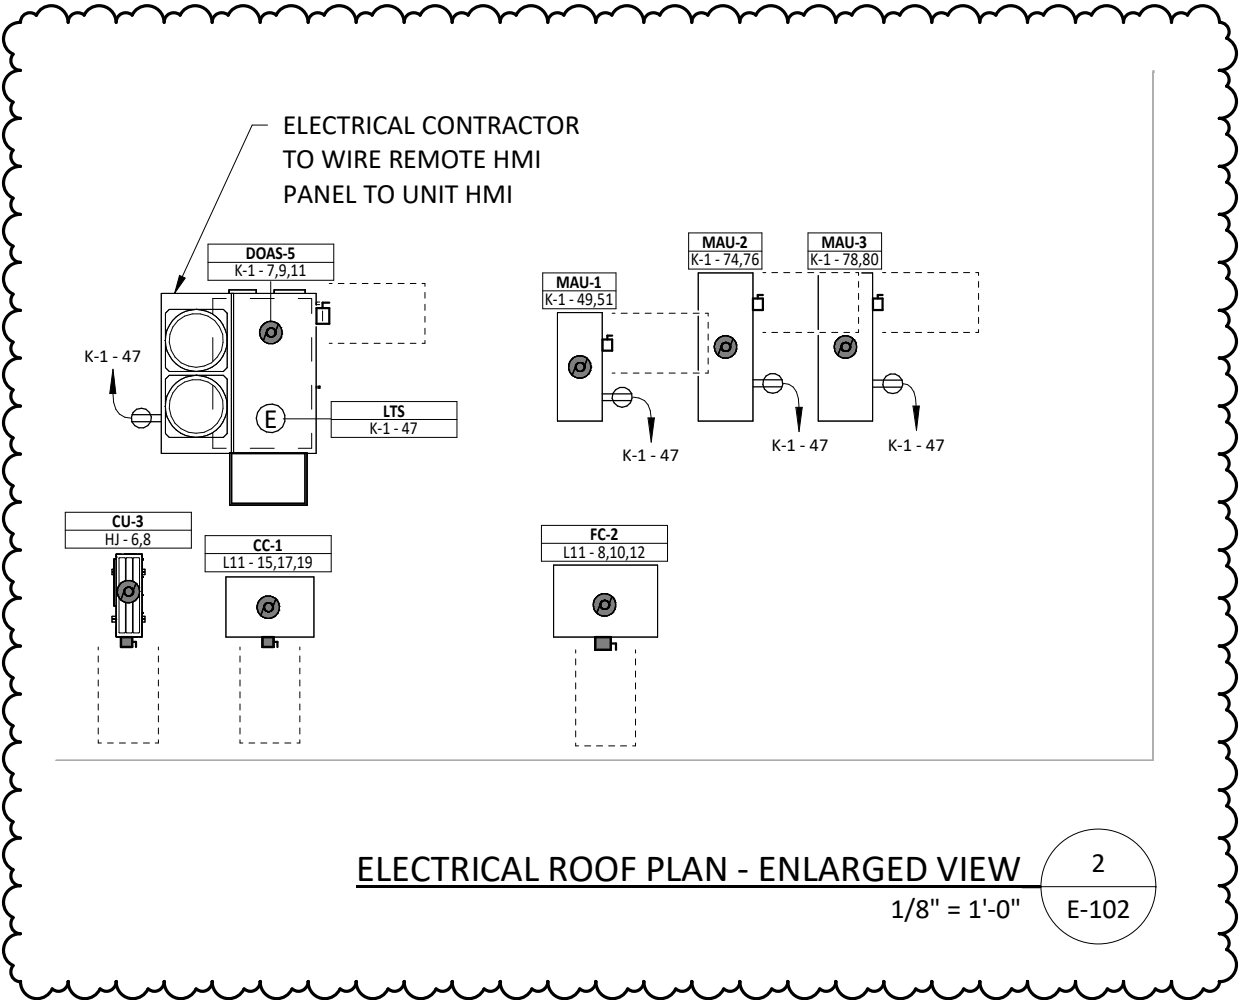 ELECTRICAL CONTRACTOR
TO WIRE REMOTE HMI
PANEL TO UNIT HMI
DOAS-5
K-1 - 7,9,11
MAU-1
K-1 - 49,51
MAU-2
K-1 - 74,76
MAU-3
K-1 - 78,80
K-1 - 47
E
LTS
K-1 - 47
K-1 - 47
K-1 - 47
K-1 - 47
CU-3
HJ - 6,8
CC-1
L11 - 15,17,19
FC-2
L11 - 8,10,12
ELECTRICAL ROOF PLAN - ENLARGED VIEW
1/8" = 1'-0"
2
E-102